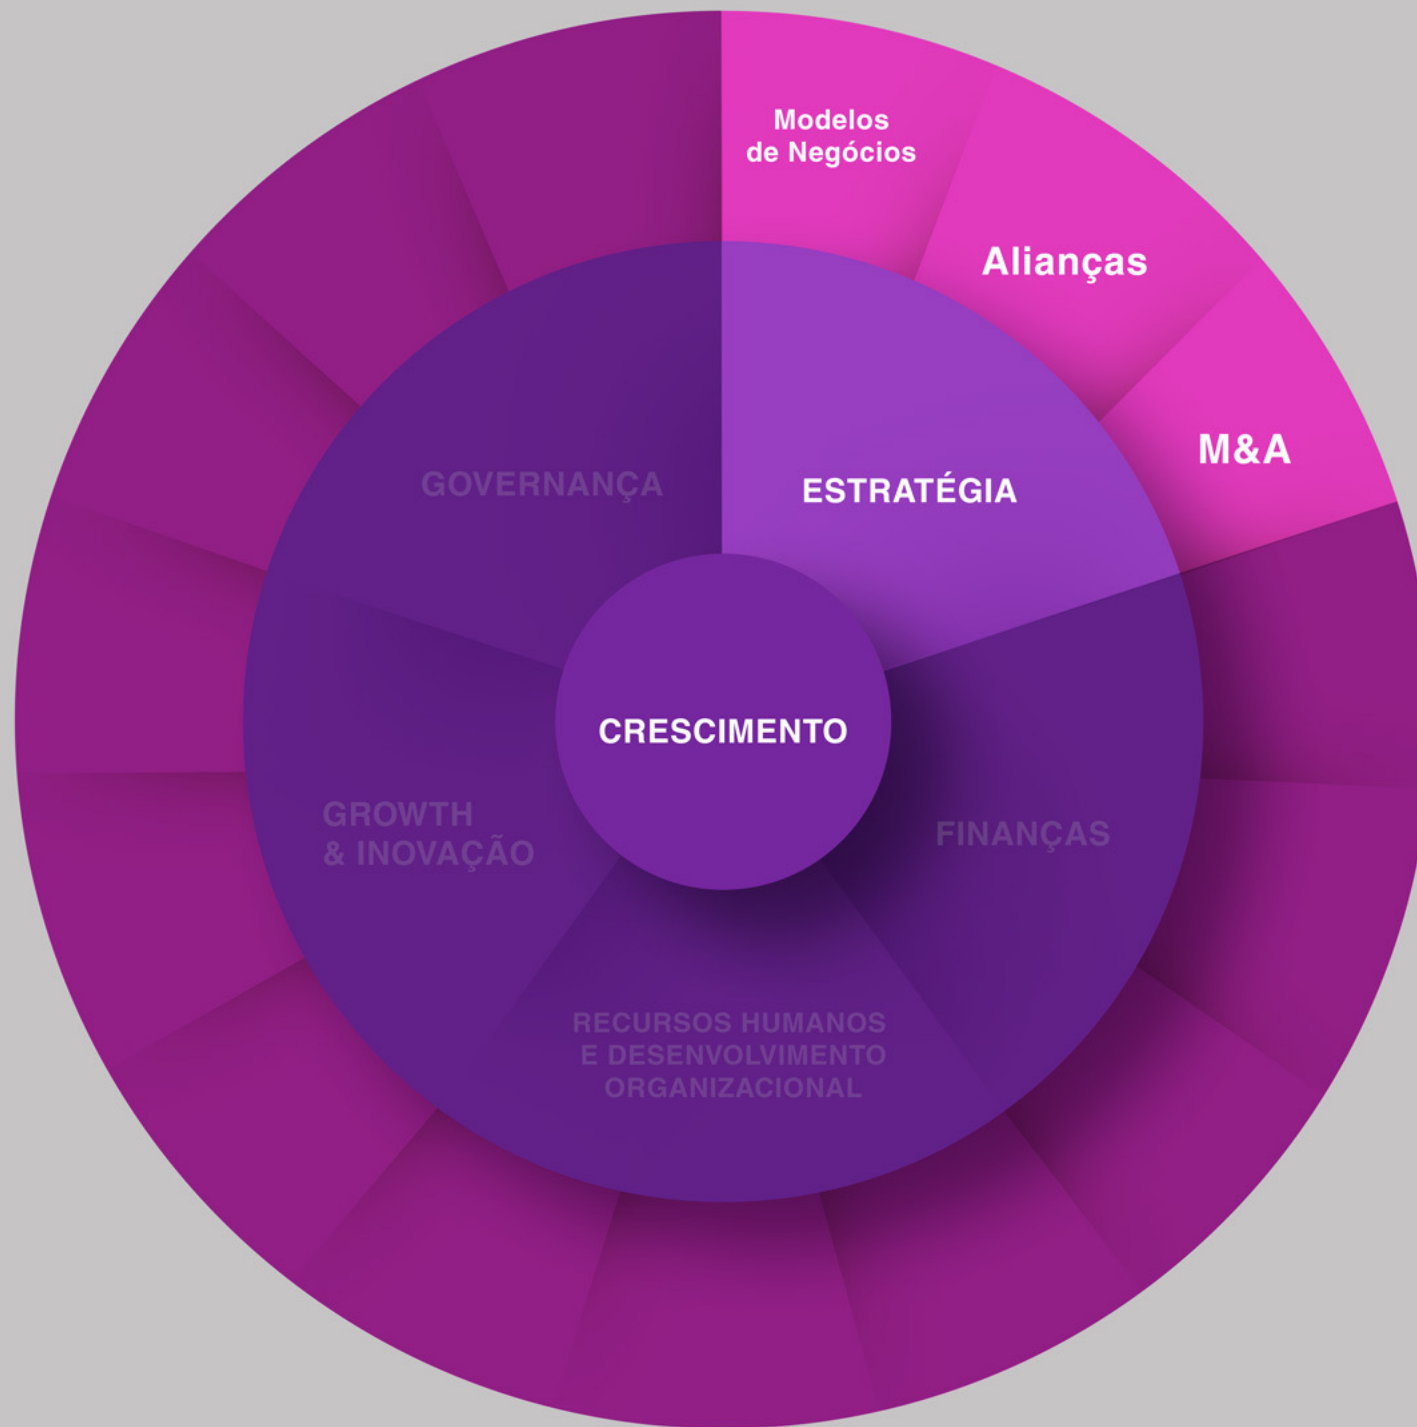 Modelos
de Negócios
Alianças
M&A
GOVERNANÇA
ESTRATÉGIA
CRESCIMENTO
GROWTH
& INOVAÇÃO
FINANÇAS
RECURSOS HUMANOS
E DESENVOLVIMENTO
ORGANIZACIONAL